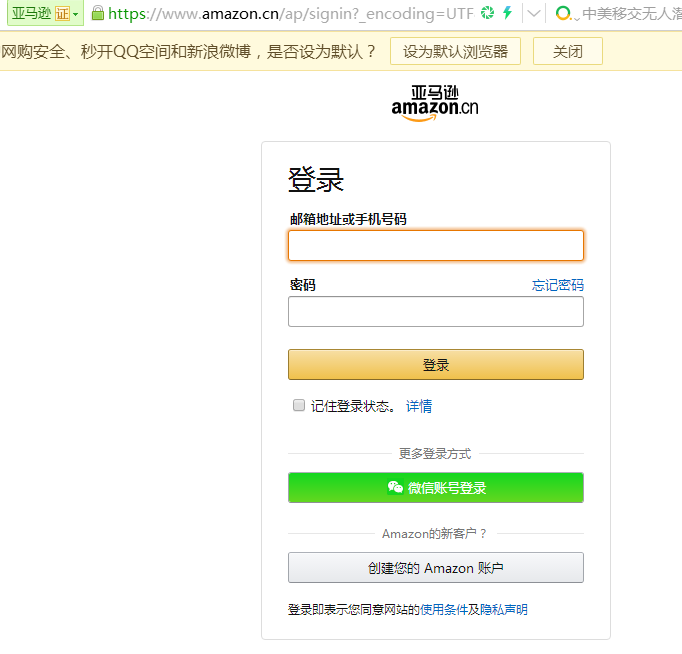 亚马逊 证 https://www.amazon.cn/ap/signin?_encoding=UTF 中美移交无人潜
网购安全、秒开QQ空间和新浪微博，是否设为默认？ 设为默认浏览器 关闭
亚马逊
amazon.cn
登录
邮箱地址或手机号码
密码 忘记密码
登录
记住登录状态。 详情
更多登录方式
微信账号登录
Amazon的新客户？
创建您的 Amazon 账户
登录即表示您同意网站的使用条件及隐私声明